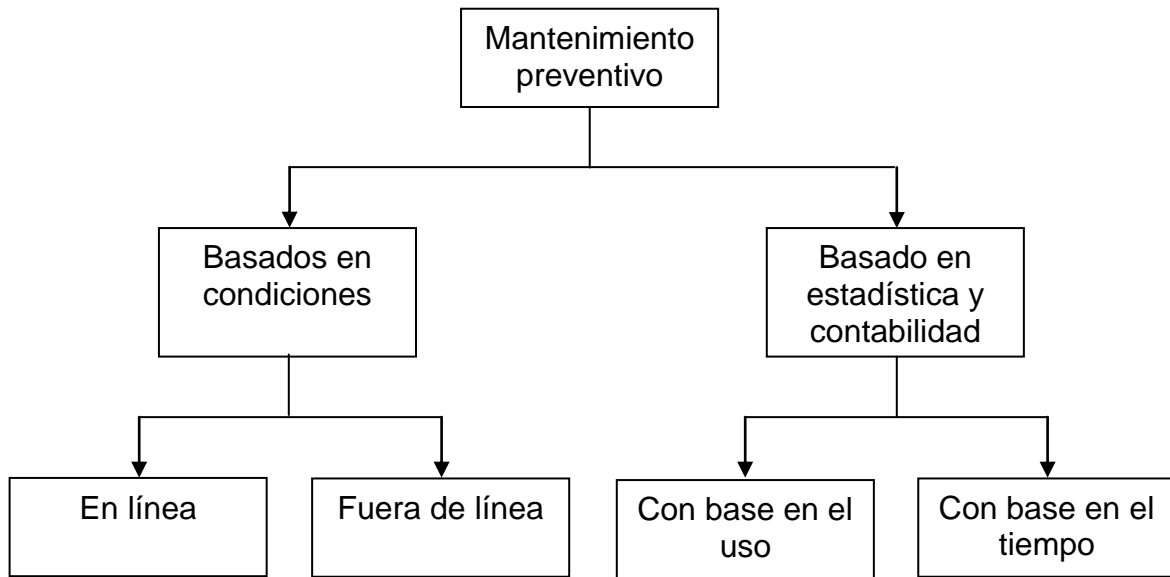 Mantenimiento
preventivo
Basados en
condiciones
Basado en
estadística y
contabilidad
En línea
Fuera de línea
Con base en el
uso
Con base en el
tiempo